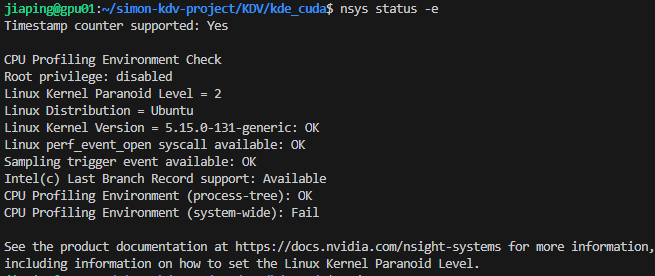 jiaping@gpu01:~/simon-kdv-project/KDV/kde_cuda$ nsys status -e
Timestamp counter supported: Yes
CPU Profiling Environment Check
Root privilege: disabled
Linux Kernel Paranoid Level = 2
Linux Distribution = Ubuntu
Linux Kernel Version = 5.15.0-131-generic: OK
Linux perf_event_open syscall available: OK
Sampling trigger event available: OK
Intel(c) Last Branch Record support: Available
CPU Profiling Environment (process-tree): OK
CPU Profiling Environment (system-wide): Fail
See the product documentation at https://docs.nvidia.com/nsight-systems for more information,
including information on how to set the Linux Kernel Paranoid Level.